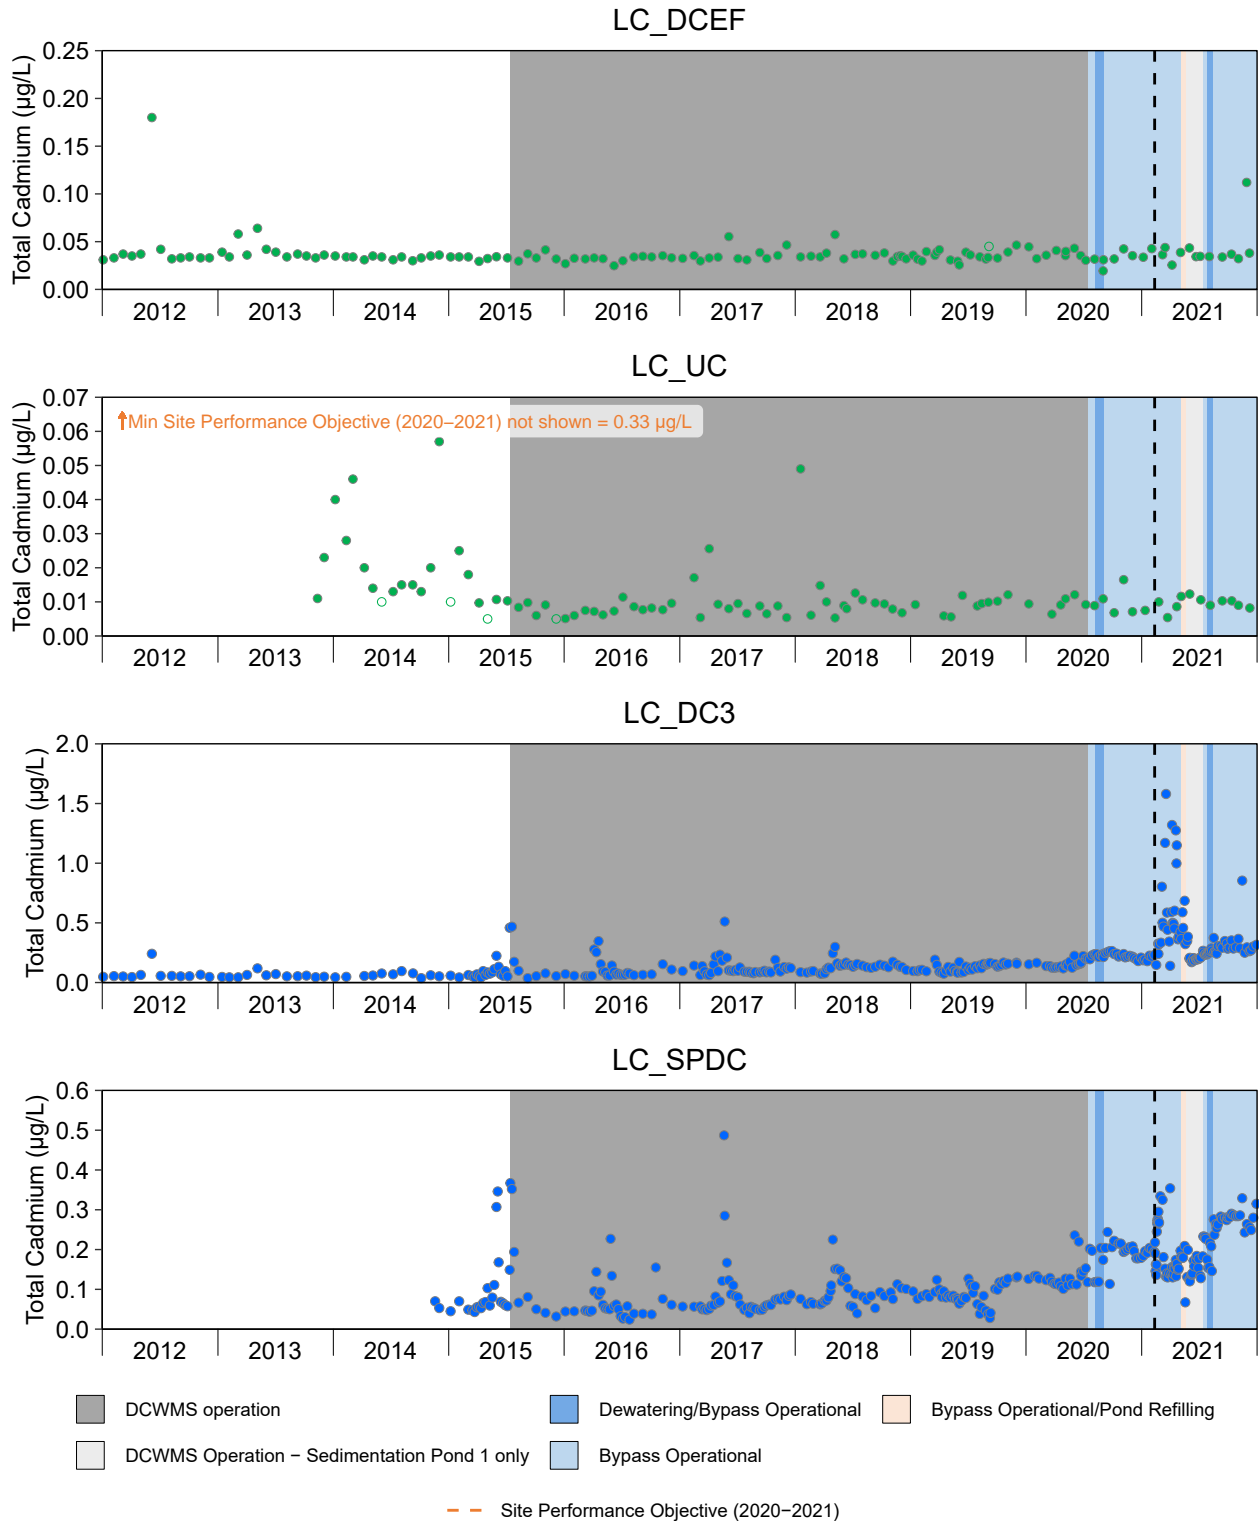 LC_DCEF
Total Cadmium (µg/L)
0.25
0.20
0.15
0.10
0.05
0.00
2012 2013 2014 2015 2016 2017 2018 2019 2020 2021
LC_UC
Total Cadmium (µg/L)
0.07
0.06
0.05
0.04
0.03
0.02
0.01
0.00
Min Site Performance Objective (2020–2021) not shown = 0.33 µg/L
2012 2013 2014 2015 2016 2017 2018 2019 2020 2021
LC_DC3
Total Cadmium (µg/L)
2.0
1.5
1.0
0.5
0.0
2012 2013 2014 2015 2016 2017 2018 2019 2020 2021
LC_SPDC
Total Cadmium (µg/L)
0.6
0.5
0.4
0.3
0.2
0.1
0.0
2012 2013 2014 2015 2016 2017 2018 2019 2020 2021
DCWMS operation
Dewatering/Bypass Operational
Bypass Operational/Pond Refilling
DCWMS Operation − Sedimentation Pond 1 only
Bypass Operational
Site Performance Objective (2020−2021)